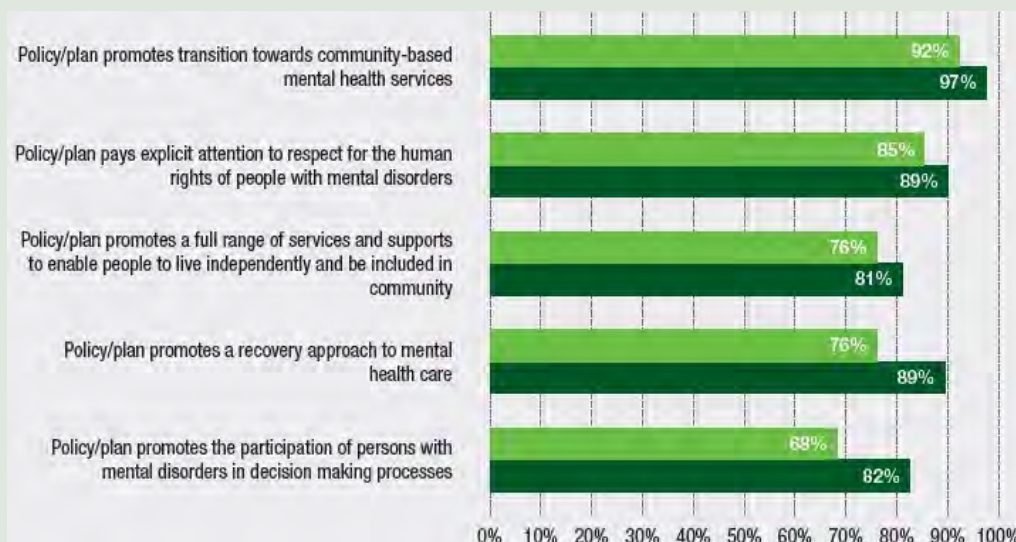 Policy/plan promotes transition towards community-based
mental health services
92%
97%
Policy/plan pays explicit attention to respect for the human
rights of people with mental disorders
85%
89%
Policy/plan promotes a full range of services and supports
to enable people to live independently and be included in
community
76%
81%
Policy/plan promotes a recovery approach to mental
health care
76%
89%
Policy/plan promotes the participation of persons with
mental disorders in decision making processes
68%
82%
0% 10% 20% 30% 40% 50% 60% 70% 80% 90% 100%